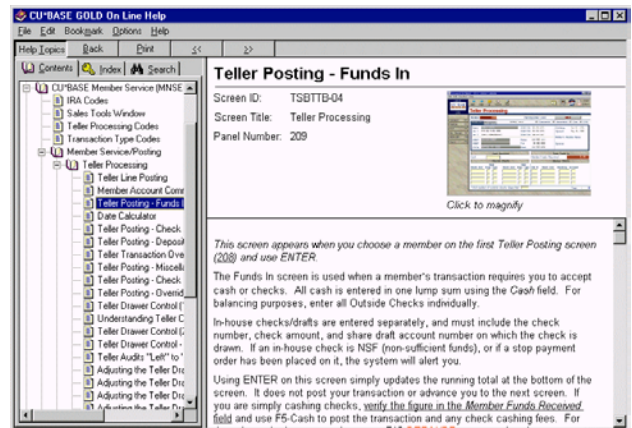 CU*BASE GOLD On Line Help
File Edit Bookmark Options Help
Help Topics Back Print << >>
Contents Index Search
CU*BASE Member Service (MNSE
IRA Codes
Sales Tools Window
Teller Processing Codes
Transaction Type Codes
Member Service/Posting
Teller Processing
Teller Line Posting
Member Account Comm
Teller Posting - Funds I
Date Calculator
Teller Posting - Check
Teller Posting - Deposit
Teller Transaction Ove
Teller Posting - Miscella
Teller Posting - Check
Teller Posting - Overrid
Teller Drawer Control (
Understanding Teller C
Teller Drawer Control (2
Teller Drawer Control -
Teller Audits "Left" to "
Adjusting the Teller Dra
Adjusting the Teller Dra
Adjusting the Teller Dra
Adjusting the Teller Dra
Teller Posting - Funds In
Screen ID: TSBTTB-04
Screen Title: Teller Processing
Panel Number: 209
Click to magnify
This screen appears when you choose a member on the first Teller Posting screen
(208) and use ENTER.
The Funds In screen is used when a member's transaction requires you to accept
cash or checks. All cash is entered in one lump sum using the Cash field. For
balancing purposes, enter all Outside Checks individually.
In-house checks/drafts are entered separately, and must include the check
number, check amount, and share draft account number on which the check is
drawn. If an in-house check is NSF (non-sufficient funds), or if a stop payment
order has been placed on it, the system will alert you.
Using ENTER on this screen simply updates the running total at the bottom of the
screen. It does not post your transaction or advance you to the next screen. If
you are simply cashing checks, verify the figure in the Member Funds Received
field and use F5-Cash to post the transaction and any check cashing fees. For